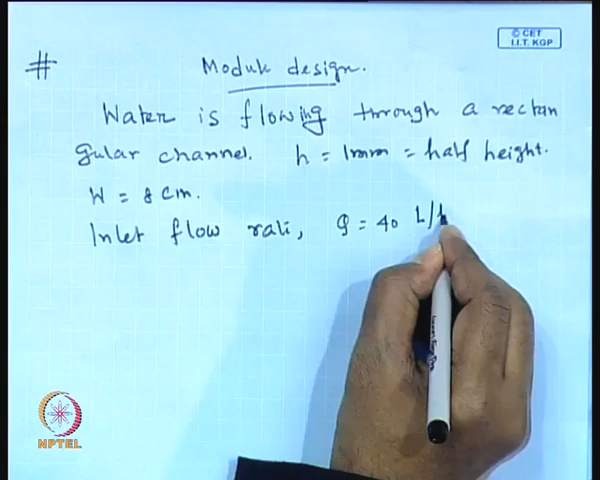 © CET
I.I.T. KGP
# Module design.
Water is flowing through a rectan
gular channel. h = 1mm = half height.
W = 8 cm.
Inlet flow rate, Q = 40 L/h
NPTEL